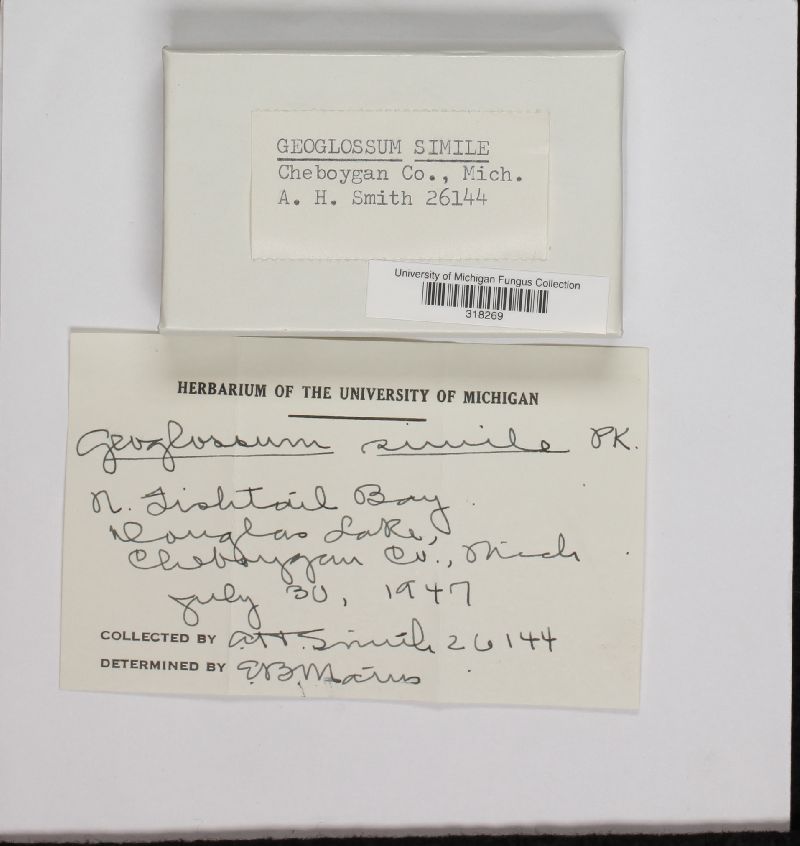 GEOGLOSSUM SIMILE
Cheboygan Co., Mich.
A. H. Smith 26144
University of Michigan Fungus Collection
318269
HERBARIUM OF THE UNIVERSITY OF MICHIGAN
Geoglossum simile PK.
N. Fishtail Bay
Douglas Lake,
Cheboygan Co., Mich
July 30, 1947
COLLECTED BY A.H. Smith 26144
DETERMINED BY E.B. Mains